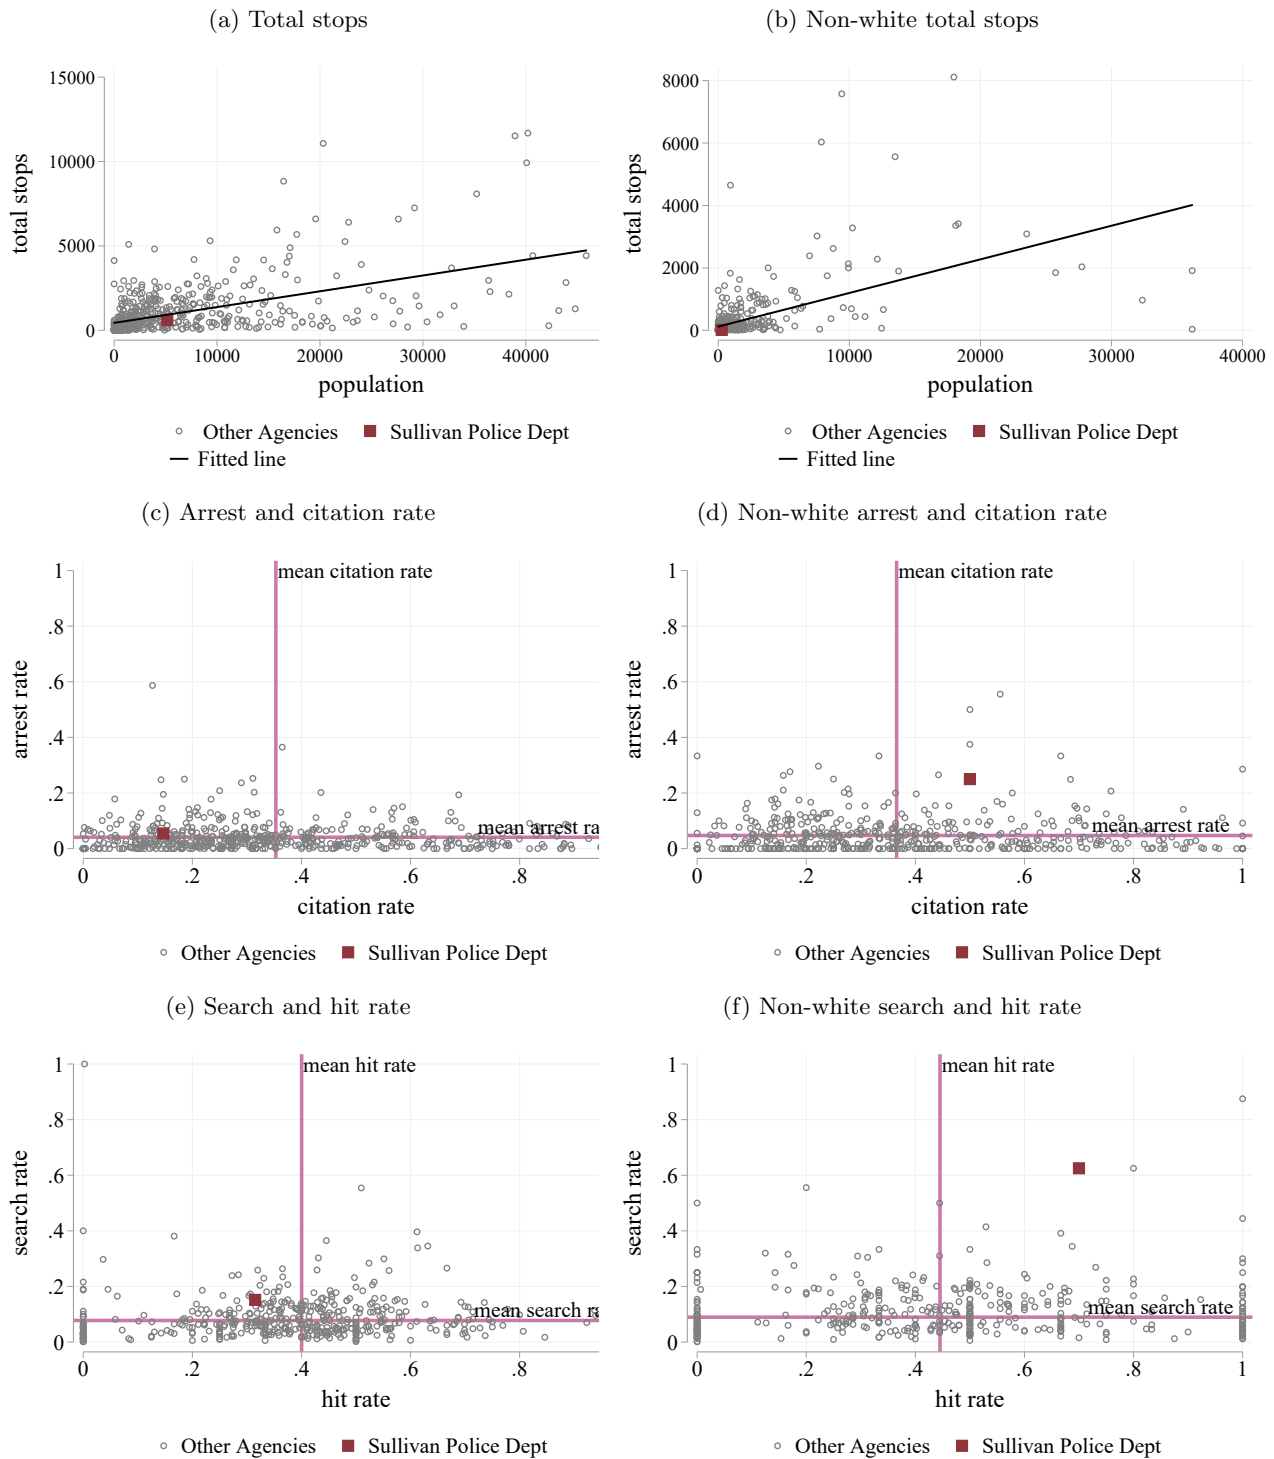 (a) Total stops
(b) Non-white total stops
total stops
15000
10000
5000
0
0 10000 20000 30000 40000
population
Other Agencies Sullivan Police Dept
Fitted line
total stops
8000
6000
4000
2000
0
0 10000 20000 30000 40000
population
Other Agencies Sullivan Police Dept
Fitted line
(c) Arrest and citation rate
(d) Non-white arrest and citation rate
arrest rate
1
.8
.6
.4
.2
0
mean citation rate
mean arrest ra
0 .2 .4 .6 .8
citation rate
Other Agencies Sullivan Police Dept
arrest rate
1
.8
.6
.4
.2
0
mean citation rate
mean arrest rate
0 .2 .4 .6 .8 1
citation rate
Other Agencies Sullivan Police Dept
(e) Search and hit rate
(f) Non-white search and hit rate
search rate
1
.8
.6
.4
.2
0
mean hit rate
mean search ra
0 .2 .4 .6 .8
hit rate
Other Agencies Sullivan Police Dept
search rate
1
.8
.6
.4
.2
0
mean hit rate
mean search rate
0 .2 .4 .6 .8 1
hit rate
Other Agencies Sullivan Police Dept